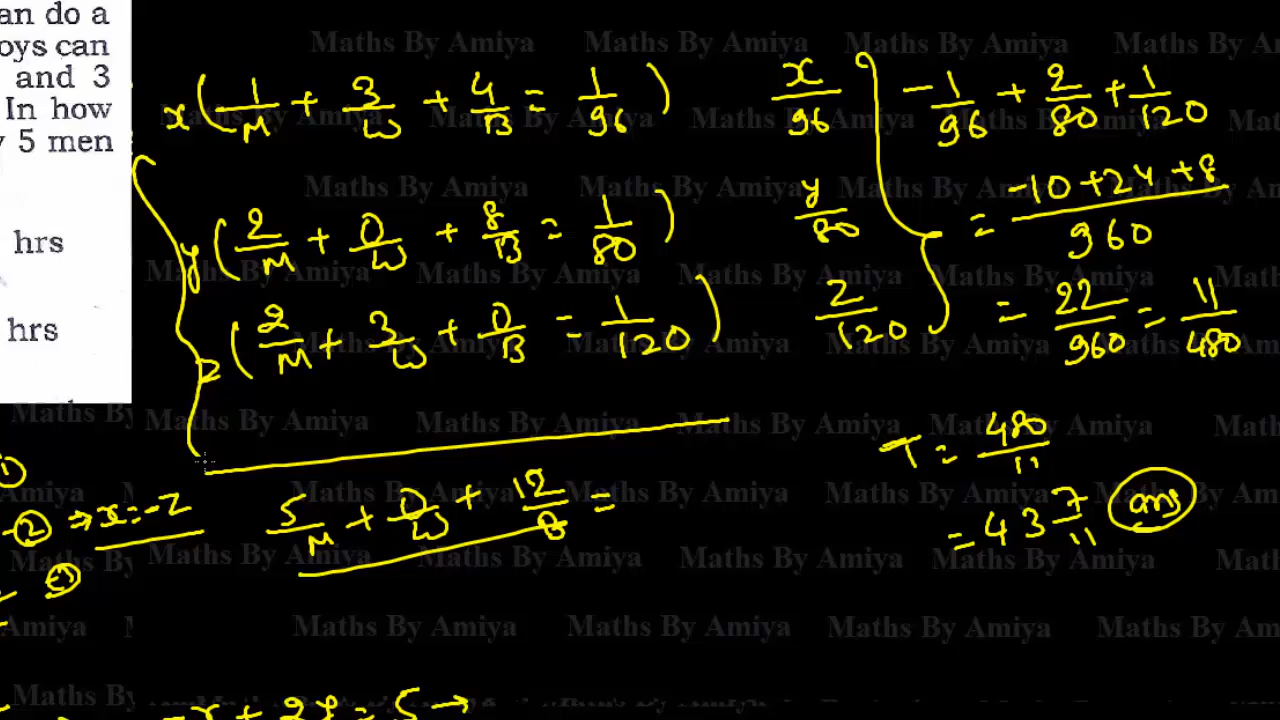 an do a
oys can
and 3
In how
5 men
hrs
hrs
x(1/M + 3/W + 4/B = 1/96)
y(2/M + 0/W + 8/B = 1/80)
z(2/M + 3/W + 0/B = 1/120)
5/M + 0/W + 12/B =
x/96
y/80
z/120
-1/96 + 2/80 + 1/120
= -10 + 24 + 8/960
= 22/960 = 11/480
T = 480/11
= 43 7/11 ans
①
-② ⇒ x = -z
③
-x + 2y = 5 →
Maths By Amiya